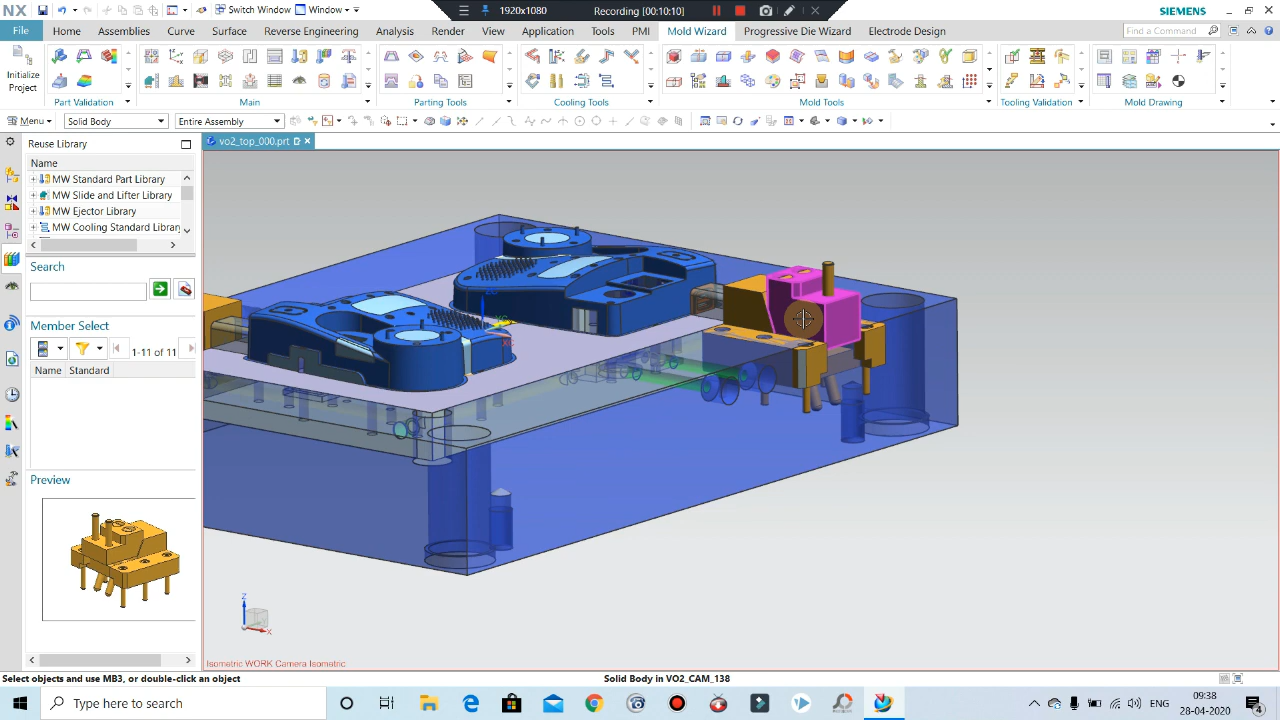 NX
Switch Window
Window
1920x1080
Recording [00:10:10]
SIEMENS
File
Home
Curve
Surface
Analysis
Render
View
Application
Tools
PMI
Mold Wizard
Progressive Die Wizard
Electrode Design
Find a Command
Initialize
Project
Part Validation
Main
Parting Tools
Cooling Tools
Mold Tools
Tooling Validation
Mold Drawing
Menu
Solid Body
Entire Assembly
Reuse Library
vo2_top_000.prt
Name
MW Standard Part Library
MW Slide and Lifter Library
MW Ejector Library
MW Cooling Standard Library
Search
Member Select
1-11 of 11
Name
Standard
Preview
Z
X
Isometric WORK Camera Isometric
Select objects and use MB3, or double-click an object
Solid Body in VO2_CAM_138
Type here to search
ENG
09:38
28-04-2020
4